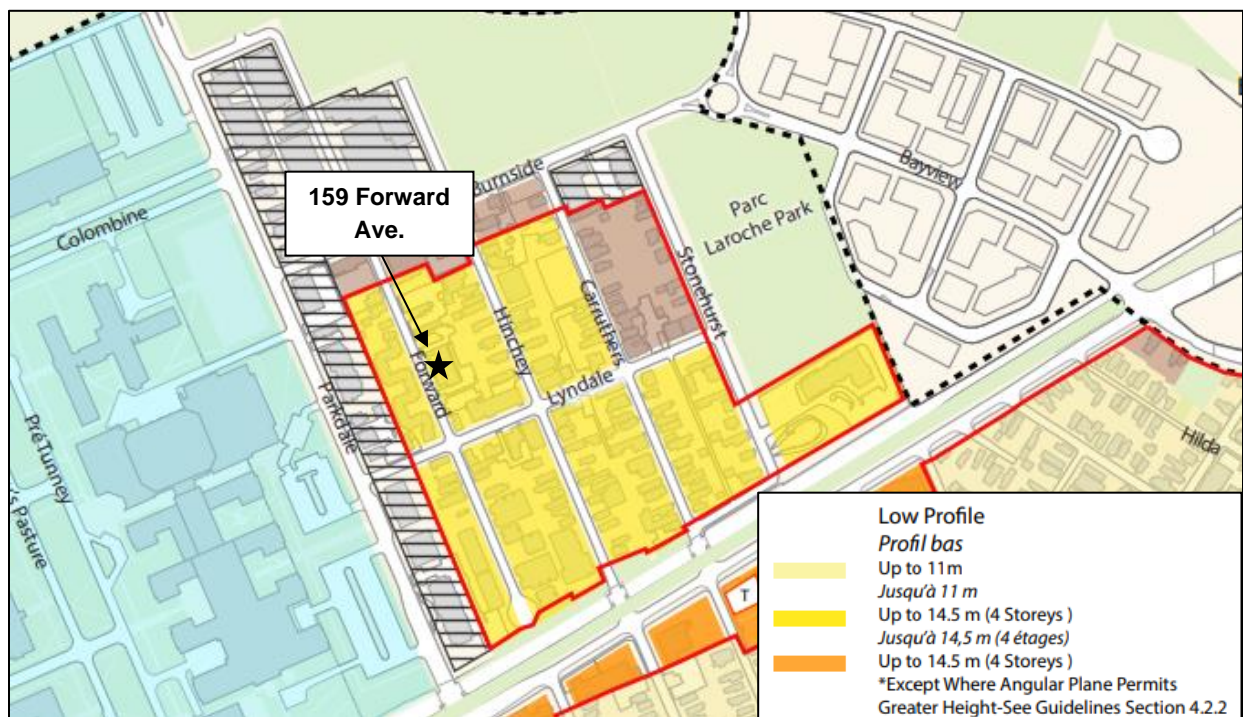 Burnside
159 Forward
Ave.
Colombine
Bayview
Parc
Laroche Park
Stonehurst
Carruthers
Hinchey
Forward
Lyndale
Parkdale
Pré Tunney
's Pasture
Hilda
T
Low Profile
Profil bas
Up to 11m
Jusqu'à 11 m
Up to 14.5 m (4 Storeys )
Jusqu'à 14,5 m (4 étages)
Up to 14.5 m (4 Storeys )
*Except Where Angular Plane Permits
Greater Height-See Guidelines Section 4.2.2